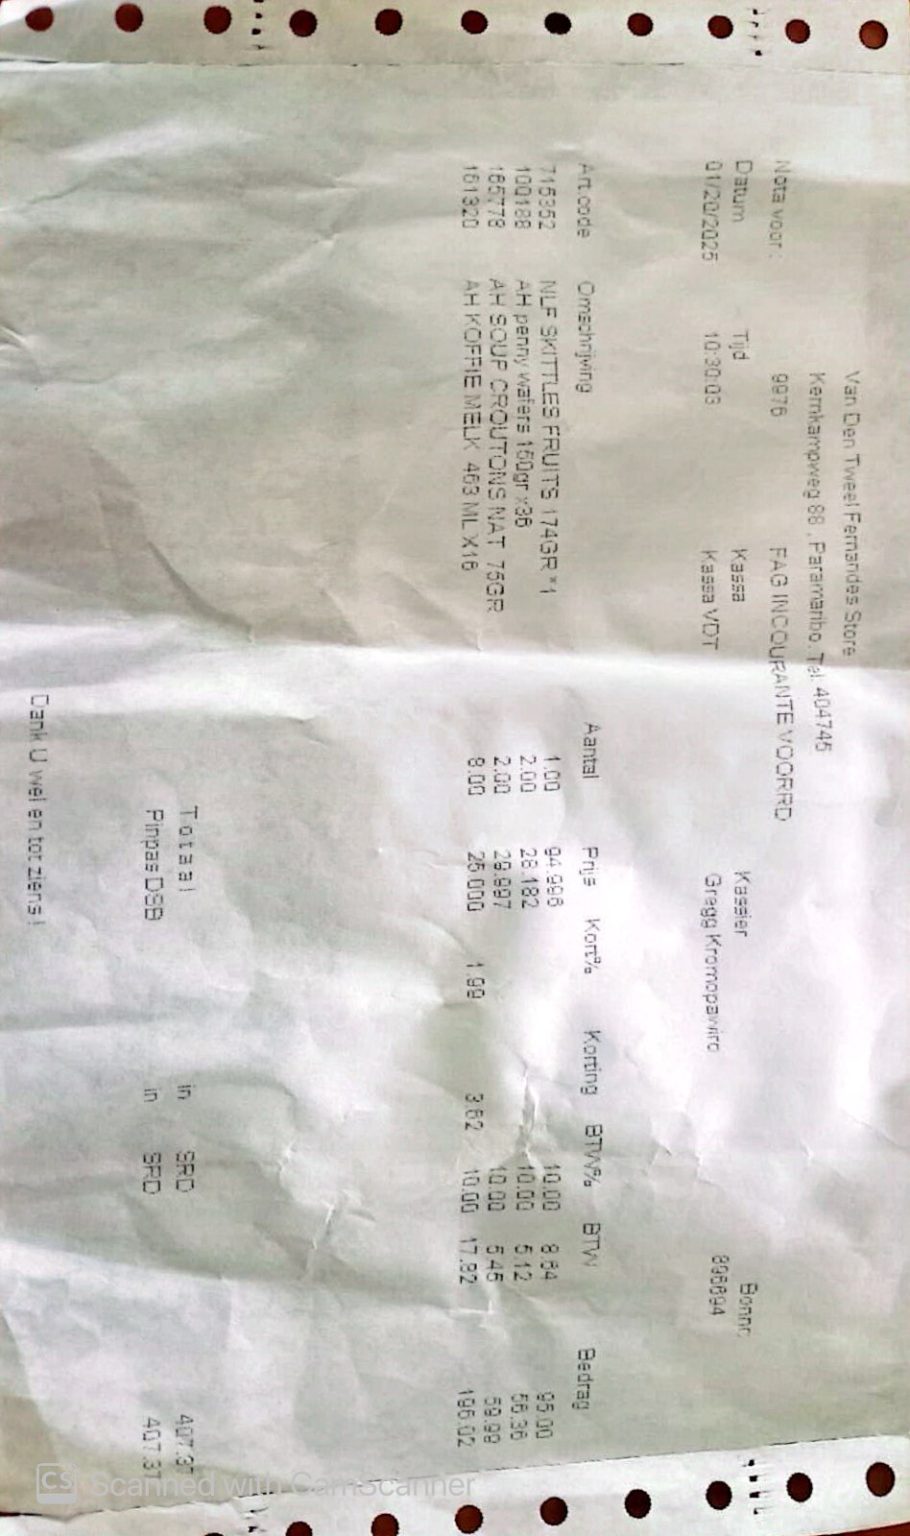 Van Den Tweel Fernandes Store
Kernkampweg 88 , Paramaribo. Tel. 404745
Nota voor : 9976 FAG INCOURANTE VOORRD
Datum Tijd Kassa Kassier Bonnr.
01/20/2025 10:30:03 Kassa VDT Gregg Kromopawiro
Art.code Omschrijving Aantal Prijs Kort% Korting BTW% BTW Bedrag
715352 NLF SKITTLES FRUITS 174GR *1 1.00 94.996 10.00 8.64 95.00
100188 AH penny wafers 150gr x36 2.00 28.182 10.00 5.12 56.36
165778 AH SOUP CROUTONS NAT 75GR 2.00 29.997 10.00 5.45 59.99
161320 AH KOFFIE MELK 463 ML X16 8.00 25.000 1.99 10.00 17.82 196.02
Totaal in SRD 407.37
Pinpas DSB in SRD 407.37
Dank U wel en tot ziens !
CS Scanned with CamScanner